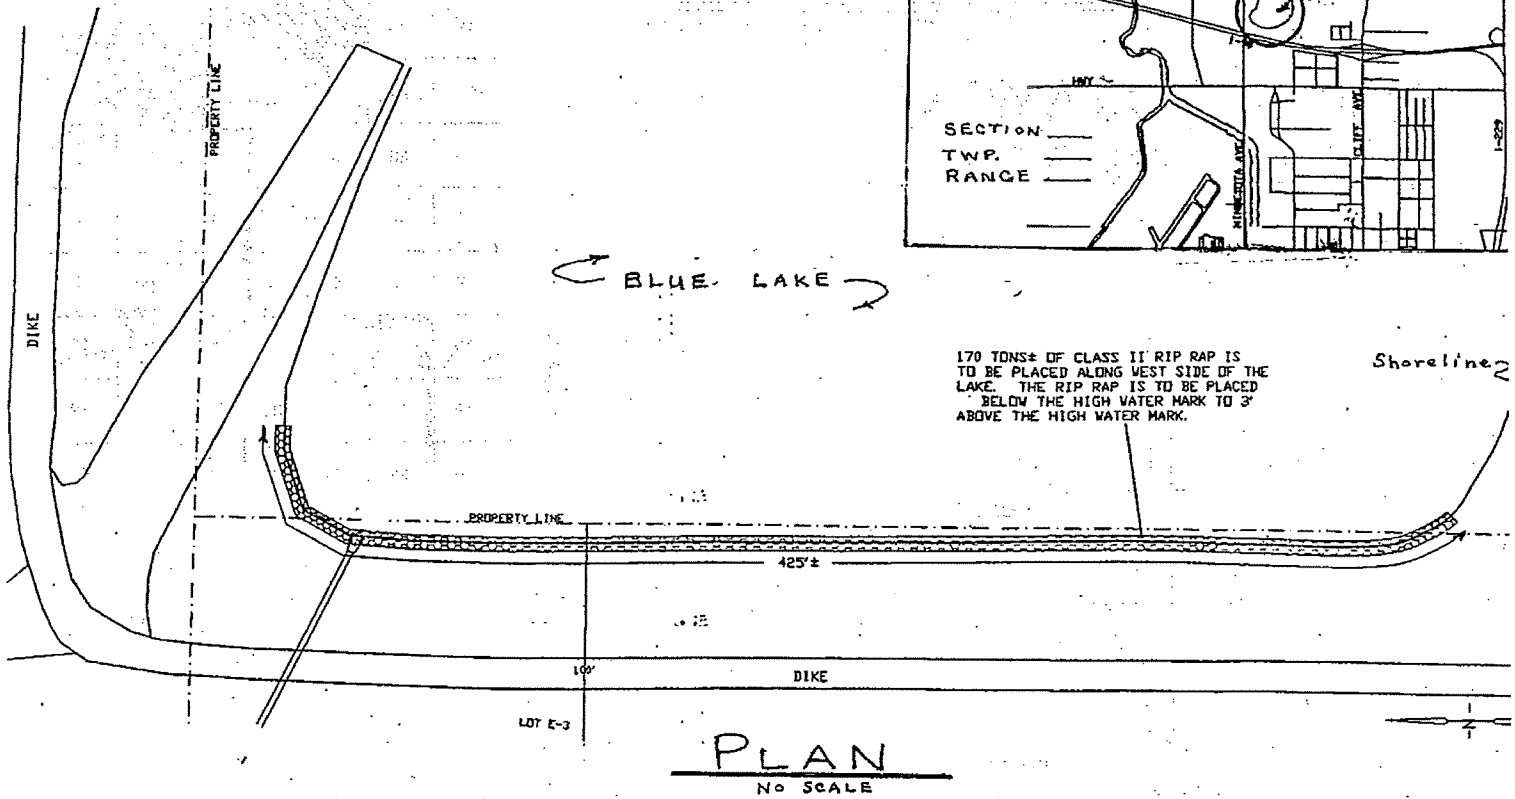 PROPERTY LINE
HWY
SECTION
TWP.
RANGE
MINNESOTA AVE
CLIFF AVE
I-229
DIKE
BLUE LAKE
170 TONS± OF CLASS II RIP RAP IS
TO BE PLACED ALONG WEST SIDE OF THE
LAKE. THE RIP RAP IS TO BE PLACED
BELOW THE HIGH WATER MARK TO 3'
ABOVE THE HIGH WATER MARK.
Shoreline
PROPERTY LINE
425'±
100'
DIKE
LOT E-3
N
PLAN
NO SCALE